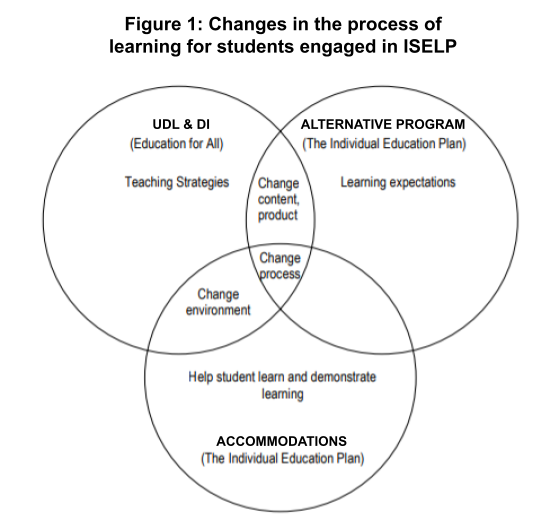 Figure 1: Changes in the process of
learning for students engaged in ISELP
UDL & DI
(Education for All)
Teaching Strategies
ALTERNATIVE PROGRAM
(The Individual Education Plan)
Learning expectations
Change
content,
product
Change
process
Change
environment
Help student learn and demonstrate
learning
ACCOMMODATIONS
(The Individual Education Plan)